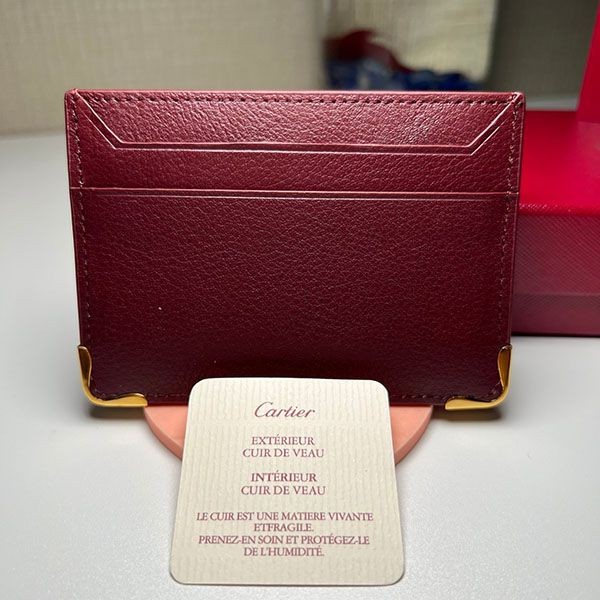 Cartier
EXTÉRIEUR
CUIR DE VEAU
INTÉRIEUR
CUIR DE VEAU
LE CUIR EST UNE MATIERE VIVANTE
ETFRAGILE.
PRENEZ-EN SOIN ET PROTÉGEZ-LE
DE L'HUMIDITÉ.